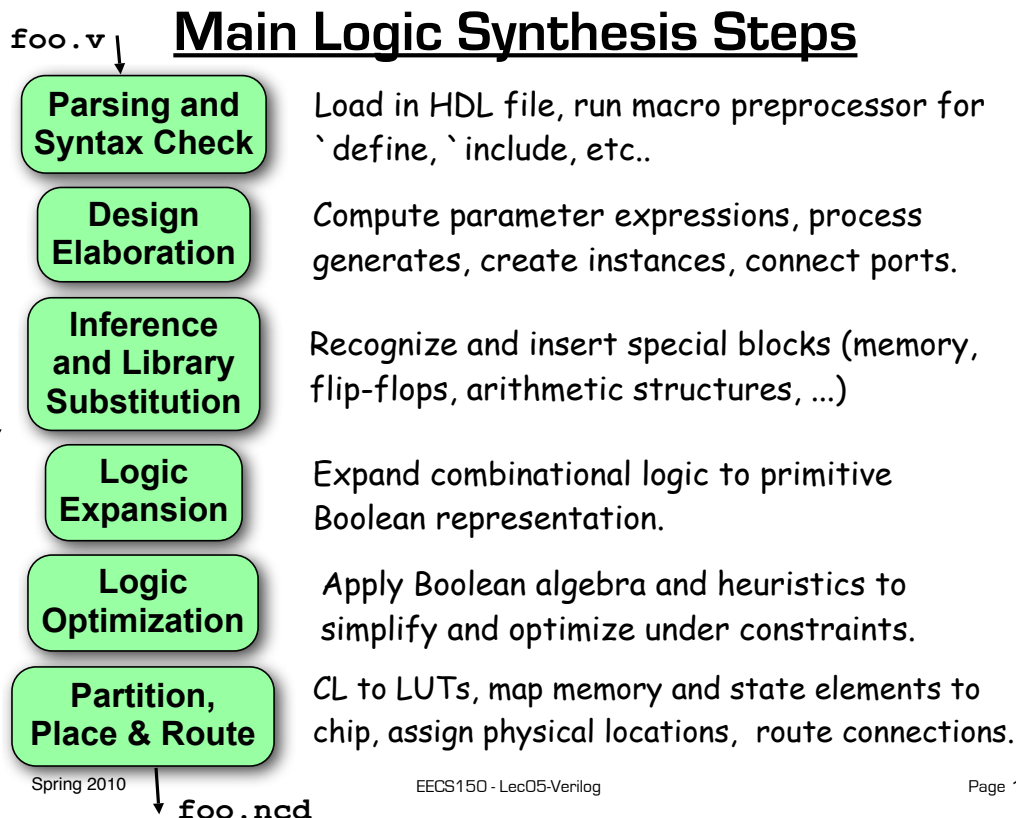 foo.v
Main Logic Synthesis Steps
Parsing and
Syntax Check
Load in HDL file, run macro preprocessor for
`define, `include, etc..
Design
Elaboration
Compute parameter expressions, process
generates, create instances, connect ports.
Inference
and Library
Substitution
Recognize and insert special blocks (memory,
flip-flops, arithmetic structures, ...)
Logic
Expansion
Expand combinational logic to primitive
Boolean representation.
Logic
Optimization
Apply Boolean algebra and heuristics to
simplify and optimize under constraints.
Partition,
Place & Route
CL to LUTs, map memory and state elements to
chip, assign physical locations, route connections.
Spring 2010
EECS150 - Lec05-Verilog
Page 1
foo.ncd